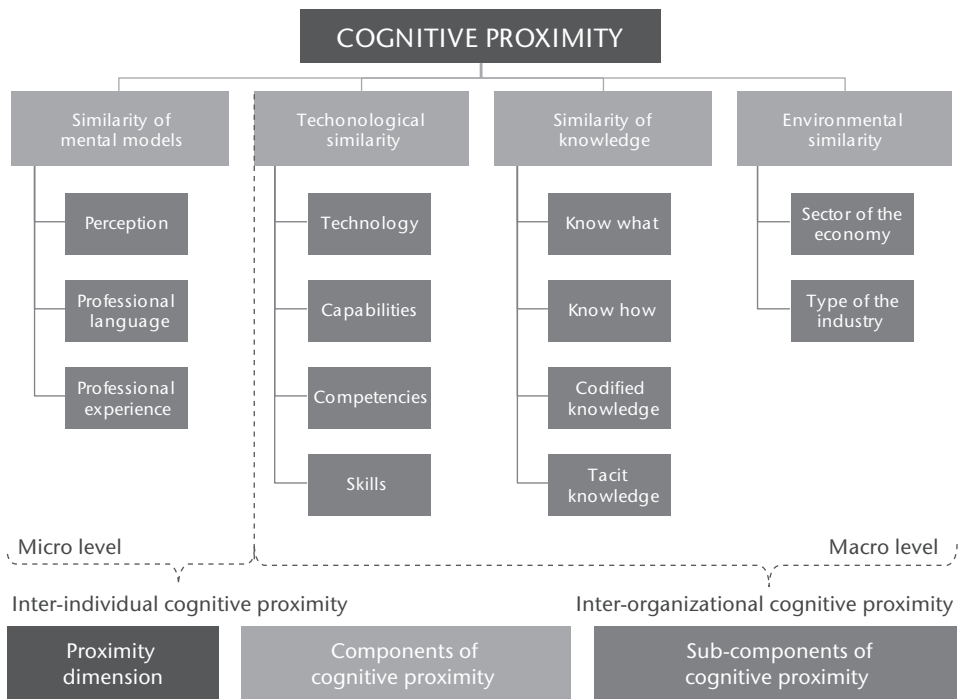 COGNITIVE PROXIMITY
Similarity of
mental models
Techonological
similarity
Similarity of
knowledge
Environmental
similarity
Perception
Professional
language
Professional
experience
Technology
Capabilities
Competencies
Skills
Know what
Know how
Codified
knowledge
Tacit
knowledge
Sector of the
economy
Type of the
industry
Micro level
Macro level
Inter-individual cognitive proximity
Inter-organizational cognitive proximity
Proximity
dimension
Components of
cognitive proximity
Sub-components of
cognitive proximity